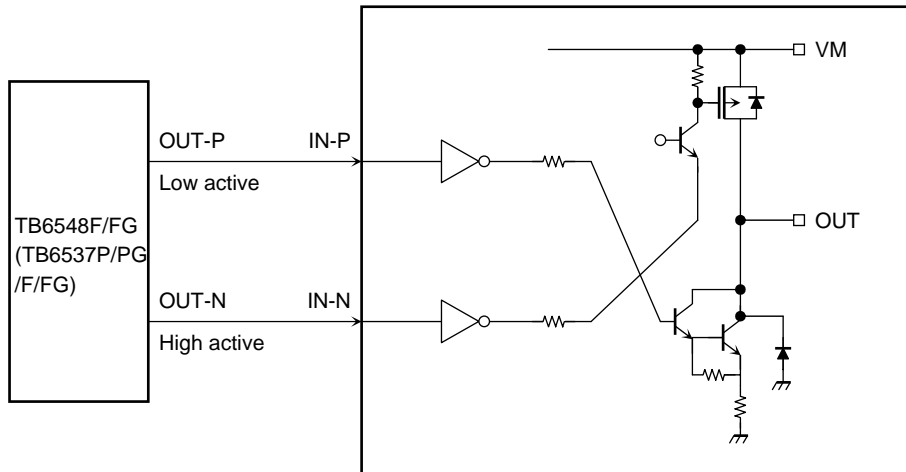 VM
OUT-P
IN-P
Low active
TB6548F/FG
(TB6537P/PG
/F/FG)
OUT
OUT-N
IN-N
High active